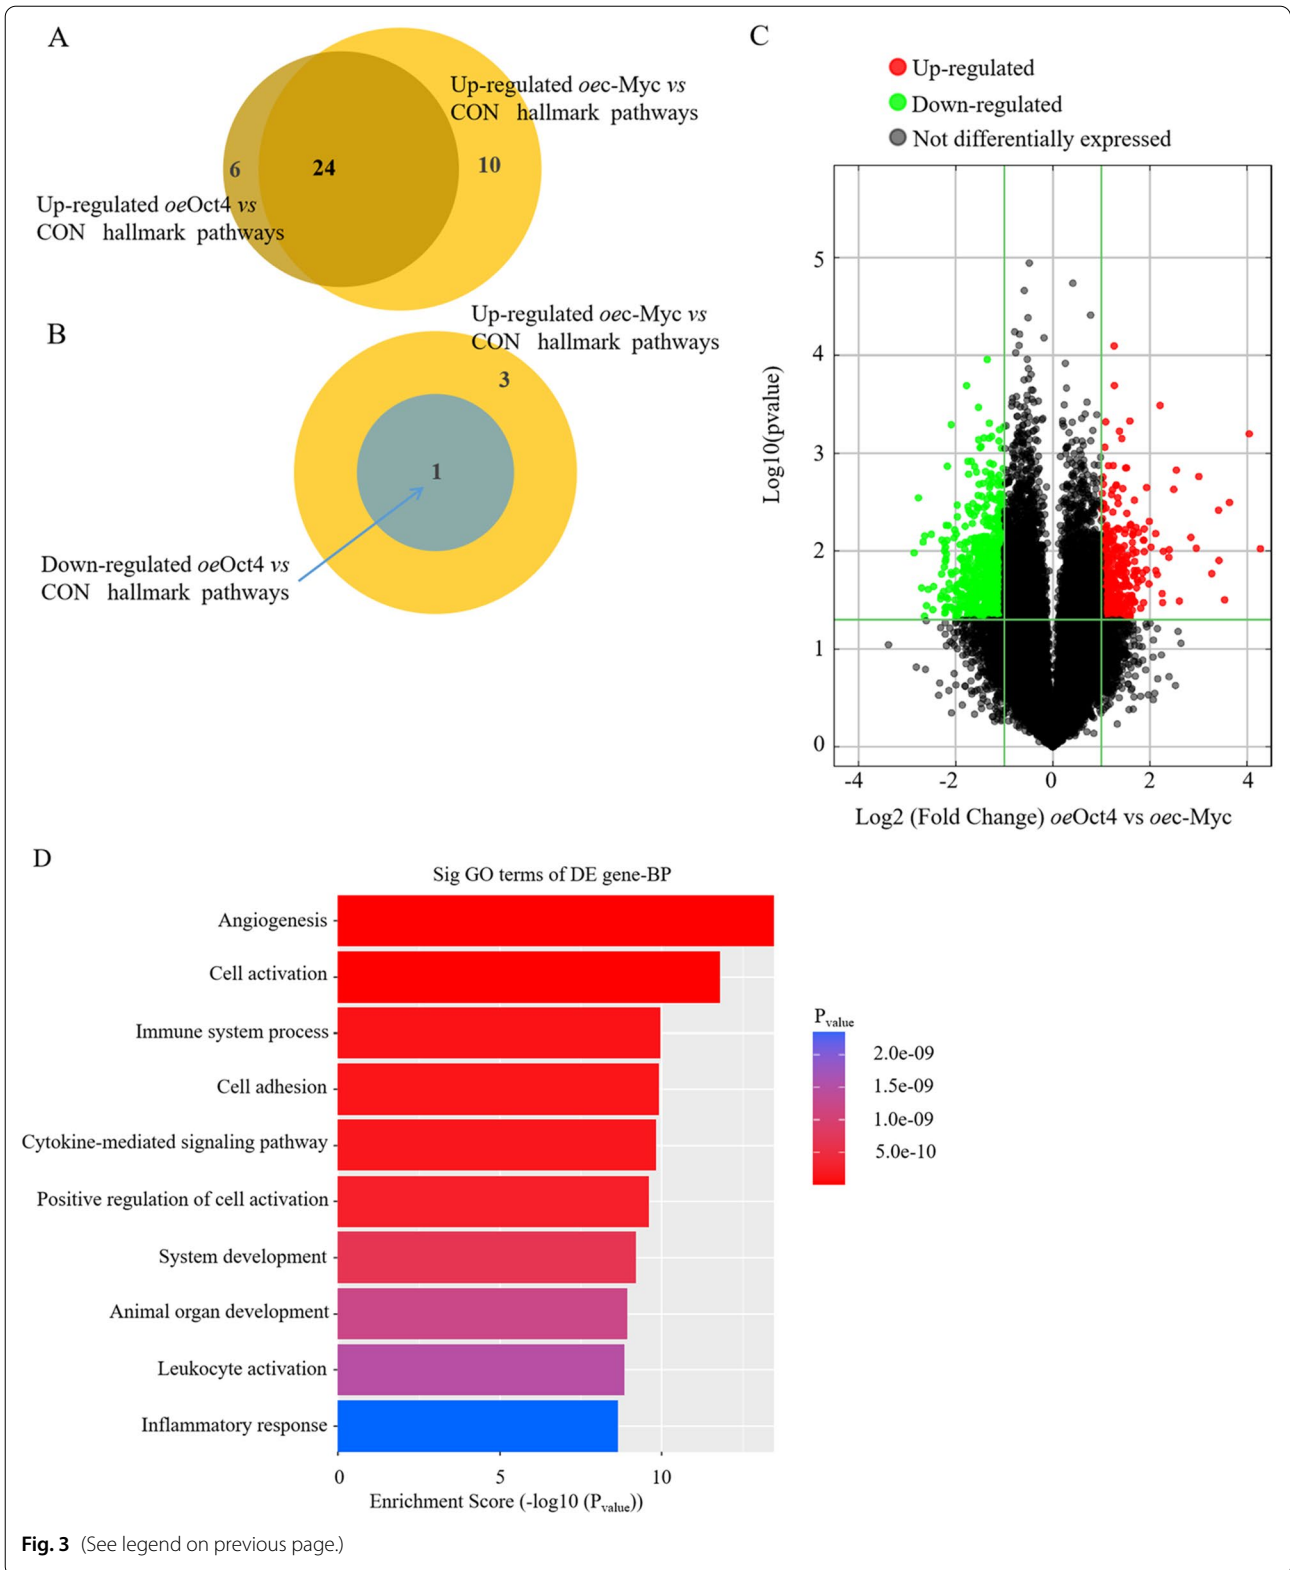 A
Up-regulated oec-Myc vs
CON hallmark pathways
6
24
10
Up-regulated oeOct4 vs
CON hallmark pathways
B
Up-regulated oec-Myc vs
CON hallmark pathways
3
1
Down-regulated oeOct4 vs
CON hallmark pathways
C
Up-regulated
Down-regulated
Not differentially expressed
Log10(pvalue)
5
4
3
2
1
0
-4
-2
0
2
4
Log2 (Fold Change) oeOct4 vs oec-Myc
D
Sig GO terms of DE gene-BP
Angiogenesis
Cell activation
Immune system process
Cell adhesion
Cytokine-mediated signaling pathway
Positive regulation of cell activation
System development
Animal organ development
Leukocyte activation
Inflammatory response
0
5
10
Enrichment Score (-log10 (Pvalue))
Pvalue
2.0e-09
1.5e-09
1.0e-09
5.0e-10
Fig. 3 (See legend on previous page.)